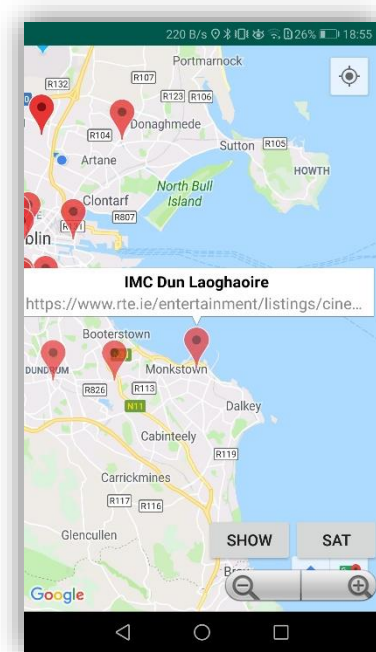 220 B/s 26% 18:55
Portmarnock
R132
R107
R123 R106
Donaghmede
R104
Sutton R105
Artane
HOWTH
North Bull
Island
Clontarf
R807
blin
IMC Dun Laoghaoire
https://www.rte.ie/entertainment/listings/cine...
Booterstown
DUNDRUM
Monkstown
R826 R113
N11
Dalkey
Cabinteely
R119
Carrickmines
R117 R116
Glencullen
SHOW SAT
Google